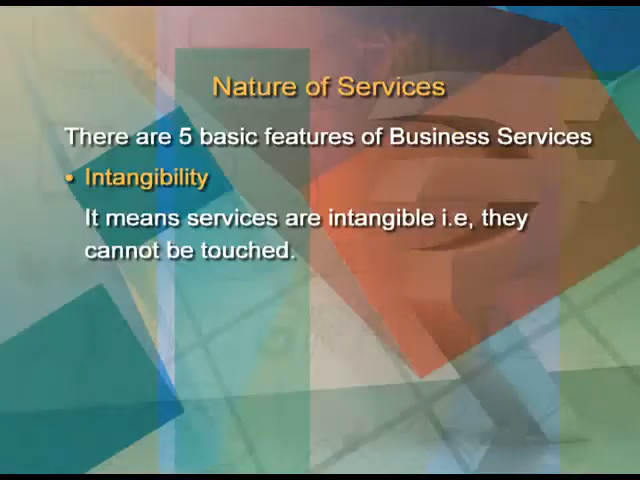 Nature of Services
There are 5 basic features of Business Services
• Intangibility
It means services are intangible i.e, they
cannot be touched.